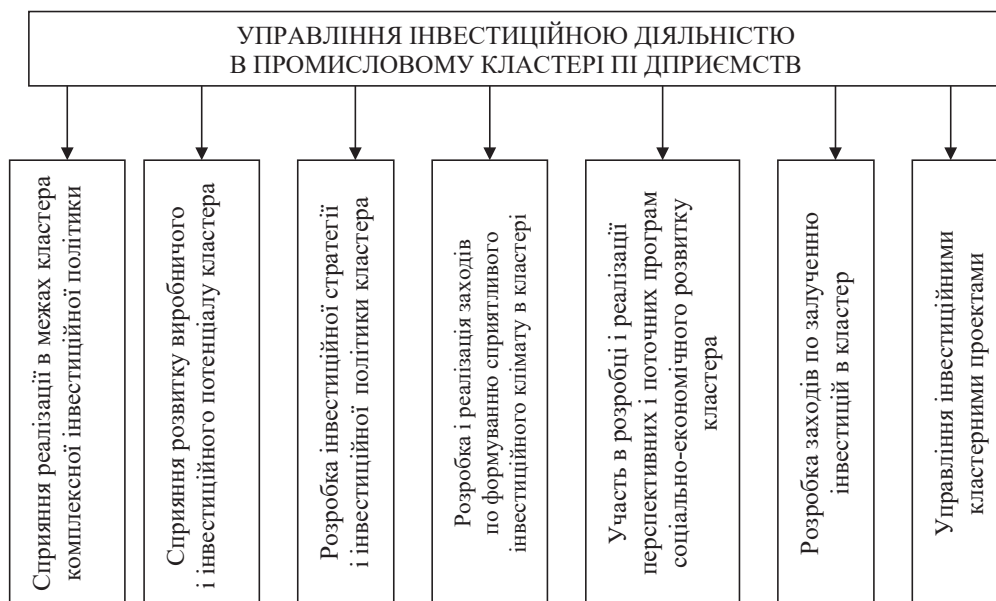 УПРАВЛІННЯ ІНВЕСТИЦІЙНОЮ ДІЯЛЬНІСТЮ
В ПРОМИСЛОВОМУ КЛАСТЕРІ ПІ ДПРИЄМСТВ
Сприяння реалізації в межах кластера
комплексної інвестиційної політики
Сприяння розвитку виробничого
і інвестиційного потенціалу кластера
Розробка інвестиційної стратегії
і інвестиційної політики кластера
Розробка і реалізація заходів
по формуванню сприятливого
інвестиційного клімату в кластері
Участь в розробці і реалізації
перспективних і поточних програм
соціально-економічного розвитку
кластера
Розробка заходів по залученню
інвестицій в кластер
Управління інвестиційними
кластерними проектами